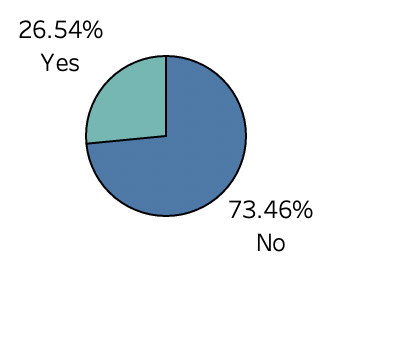 26.54%
Yes
73.46%
No